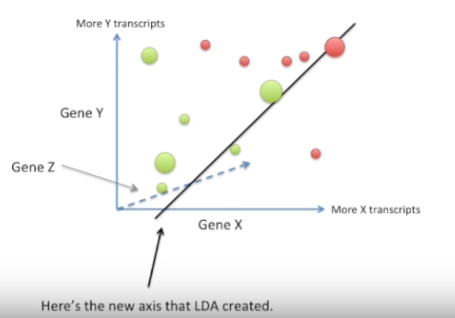 More Y transcripts
Gene Y
Gene Z
More X transcripts
Gene X
Here's the new axis that LDA created.